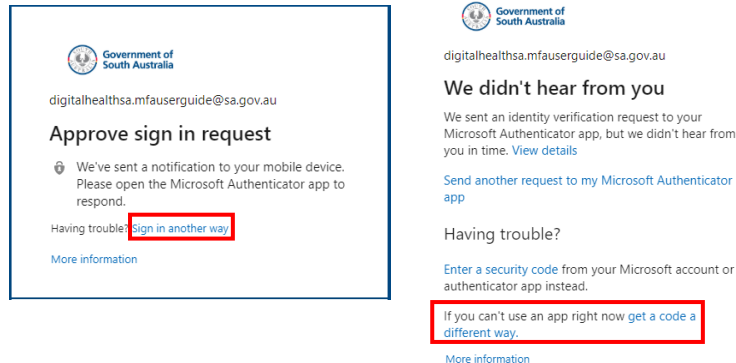 Government of
South Australia
digitalhealthsa.mfauserguide@sa.gov.au
Approve sign in request
We've sent a notification to your mobile device.
Please open the Microsoft Authenticator app to
respond.
Having trouble? Sign in another way
More information
Government of
South Australia
digitalhealthsa.mfauserguide@sa.gov.au
We didn't hear from you
We sent an identity verification request to your
Microsoft Authenticator app, but we didn't hear from
you in time. View details
Send another request to my Microsoft Authenticator
app
Having trouble?
Enter a security code from your Microsoft account or
authenticator app instead.
If you can't use an app right now get a code a
different way.
More information